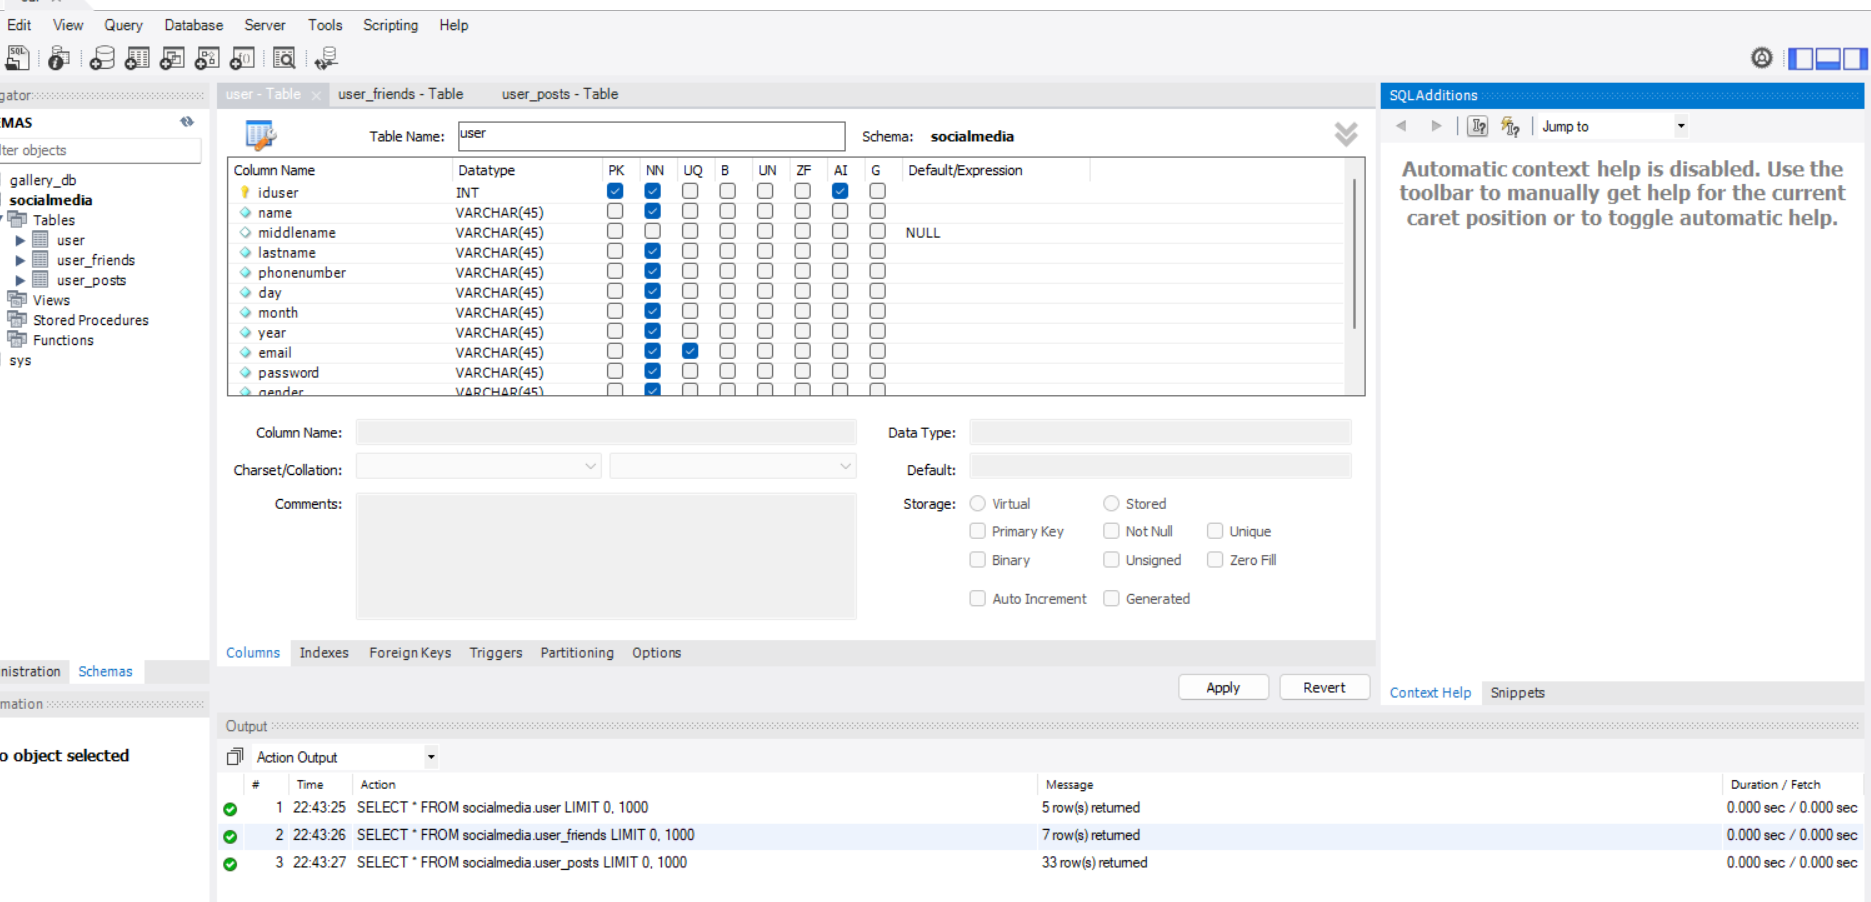 Edit View Query Database Server Tools Scripting Help
SQL
user - Table × user_friends - Table user_posts - Table
SQLAdditions
Jump to
Automatic context help is disabled. Use the
toolbar to manually get help for the current
caret position or to toggle automatic help.
gallery_db
socialmedia
Tables
user
user_friends
user_posts
Views
Stored Procedures
Functions
sys
Table Name: user Schema: socialmedia
Column Name Datatype PK NN UQ B UN ZF AI G Default/Expression
iduser INT
name VARCHAR(45)
middlename VARCHAR(45) NULL
lastname VARCHAR(45)
phonenumber VARCHAR(45)
day VARCHAR(45)
month VARCHAR(45)
year VARCHAR(45)
email VARCHAR(45)
password VARCHAR(45)
gender VARCHAR(45)
Column Name: Data Type:
Charset/Collation: Default:
Comments: Storage: Virtual Stored
Primary Key Not Null Unique
Binary Unsigned Zero Fill
Auto Increment Generated
Columns Indexes Foreign Keys Triggers Partitioning Options
Schemas
Apply Revert
Context Help Snippets
object selected
Output
Action Output
# Time Action Message Duration / Fetch
1 22:43:25 SELECT * FROM socialmedia.user LIMIT 0, 1000 5 row(s) returned 0.000 sec / 0.000 sec
2 22:43:26 SELECT * FROM socialmedia.user_friends LIMIT 0, 1000 7 row(s) returned 0.000 sec / 0.000 sec
3 22:43:27 SELECT * FROM socialmedia.user_posts LIMIT 0, 1000 33 row(s) returned 0.000 sec / 0.000 sec